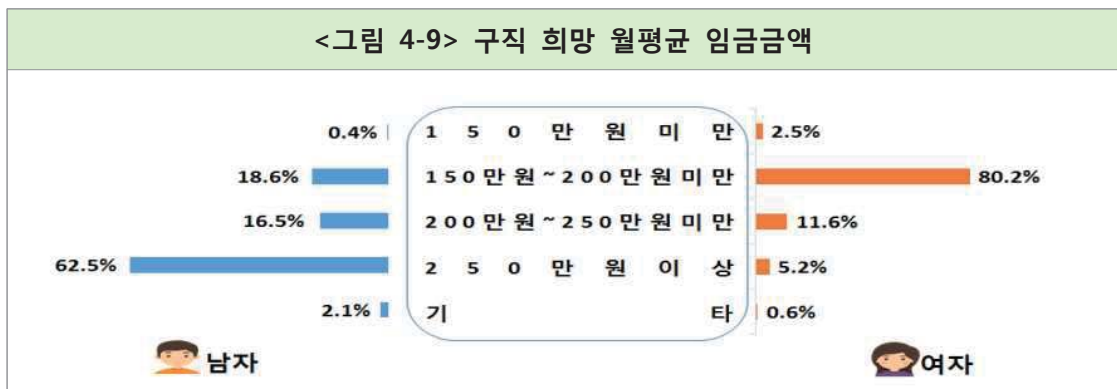 <그림 4-9> 구직 희망 월평균 임금금액
0.4% 150만원미만 2.5%
18.6% 150만원~200만원미만 80.2%
16.5% 200만원~250만원미만 11.6%
62.5% 250만원이상 5.2%
2.1% 기타 0.6%
남자 여자